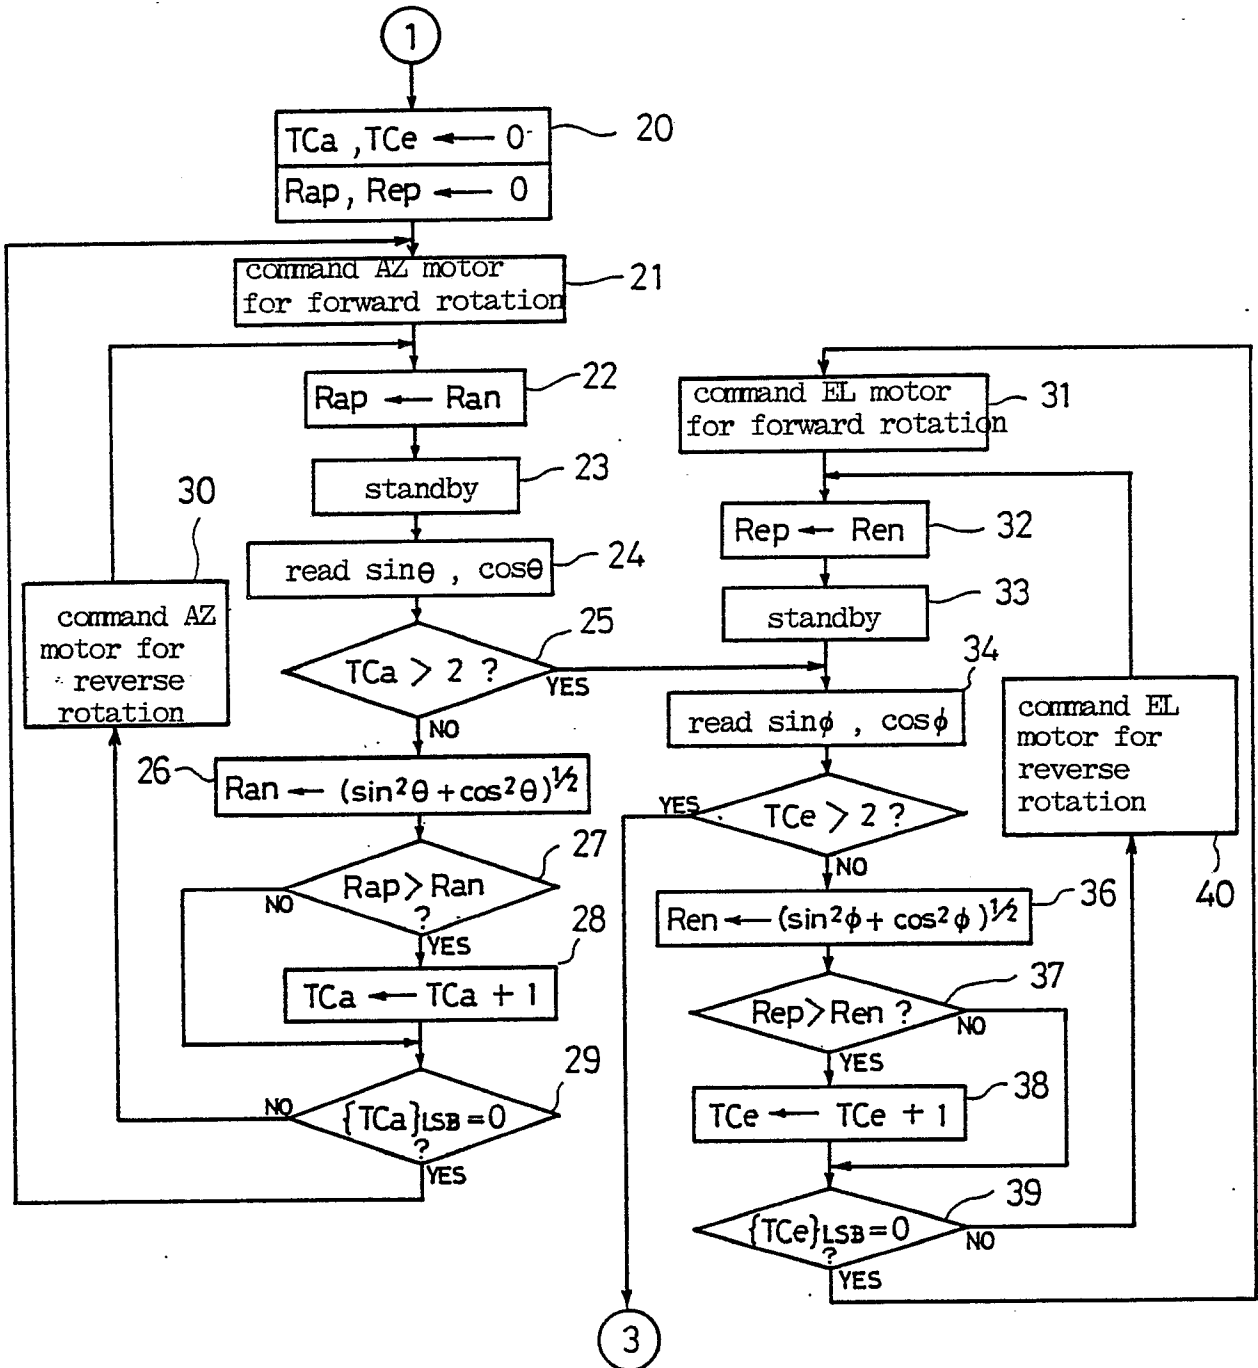 1
TCa , TCe ← 0
20
Rap, Rep ← 0
command AZ motor
for forward rotation
21
Rap ← Ran
22
standby
23
read sinθ , cosθ
24
30
command AZ
motor for
reverse
rotation
TCa > 2 ?
25
YES
NO
26
Ran ← (sin²θ + cos²θ)^1/2
Rap > Ran
?
27
NO
YES
28
TCa ← TCa + 1
{TCa}LSB = 0
?
29
NO
YES
command EL motor
for forward rotation
31
Rep ← Ren
32
standby
33
34
read sinφ , cosφ
TCe > 2 ?
YES
NO
command EL
motor for
reverse
rotation
40
Ren ← (sin²φ + cos²φ)^1/2
36
Rep > Ren ?
37
NO
YES
TCe ← TCe + 1
38
{TCe}LSB = 0
?
39
NO
YES
3